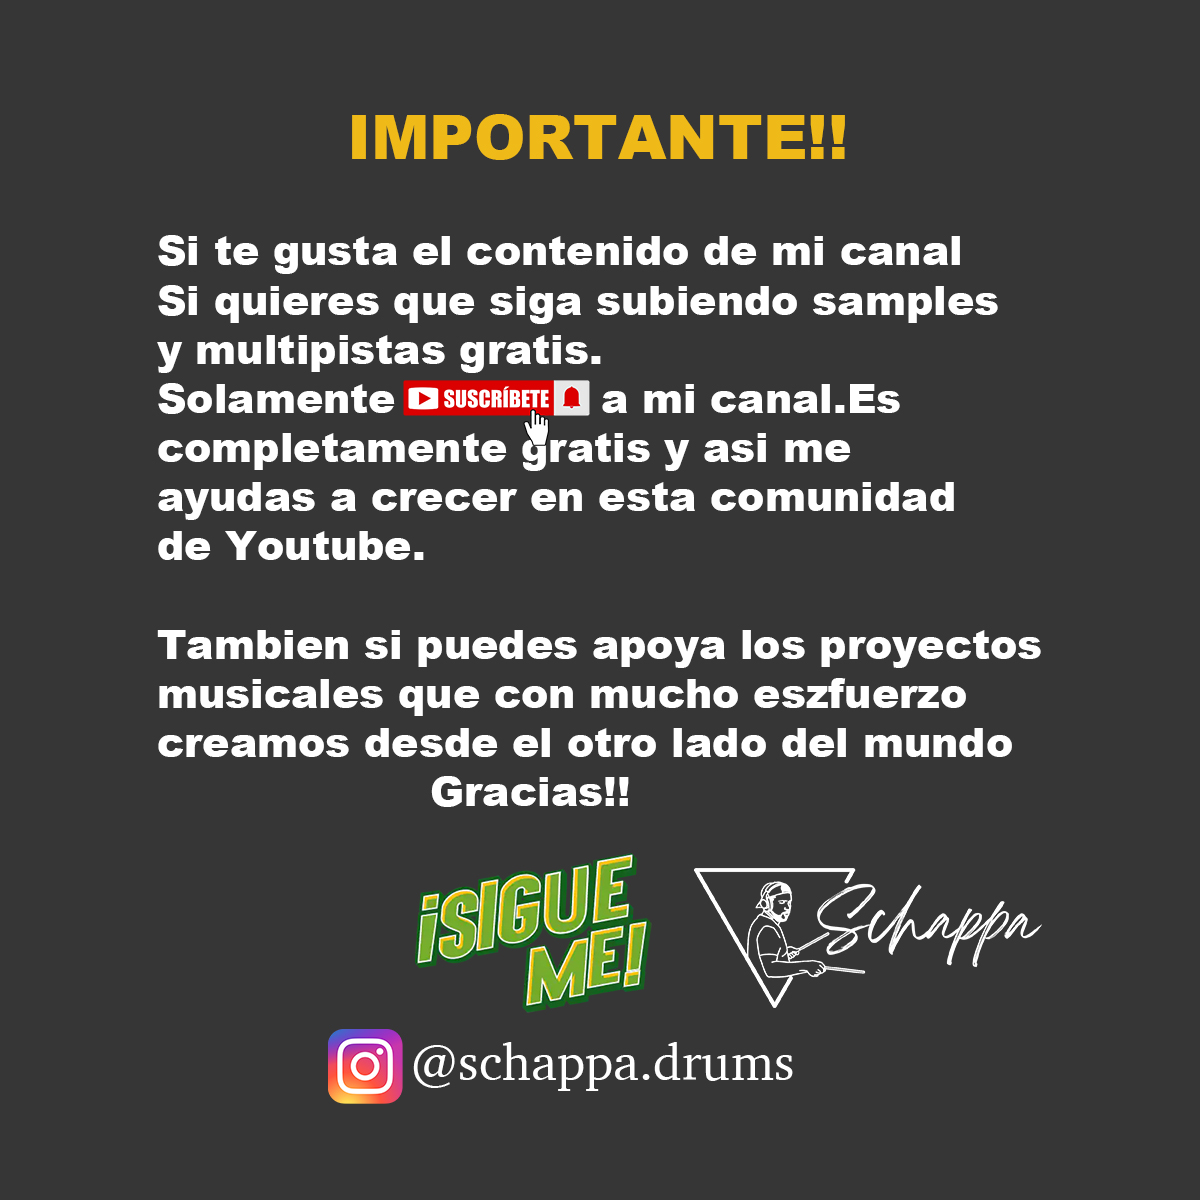 IMPORTANTE!!
Si te gusta el contenido de mi canal
Si quieres que siga subiendo samples
y multipistas gratis.
Solamente SUSCRÍBETE a mi canal.Es
completamente gratis y asi me
ayudas a crecer en esta comunidad
de Youtube.
Tambien si puedes apoya los proyectos
musicales que con mucho eszfuerzo
creamos desde el otro lado del mundo
Gracias!!
¡SIGUE
ME!
Schappa
@schappa.drums